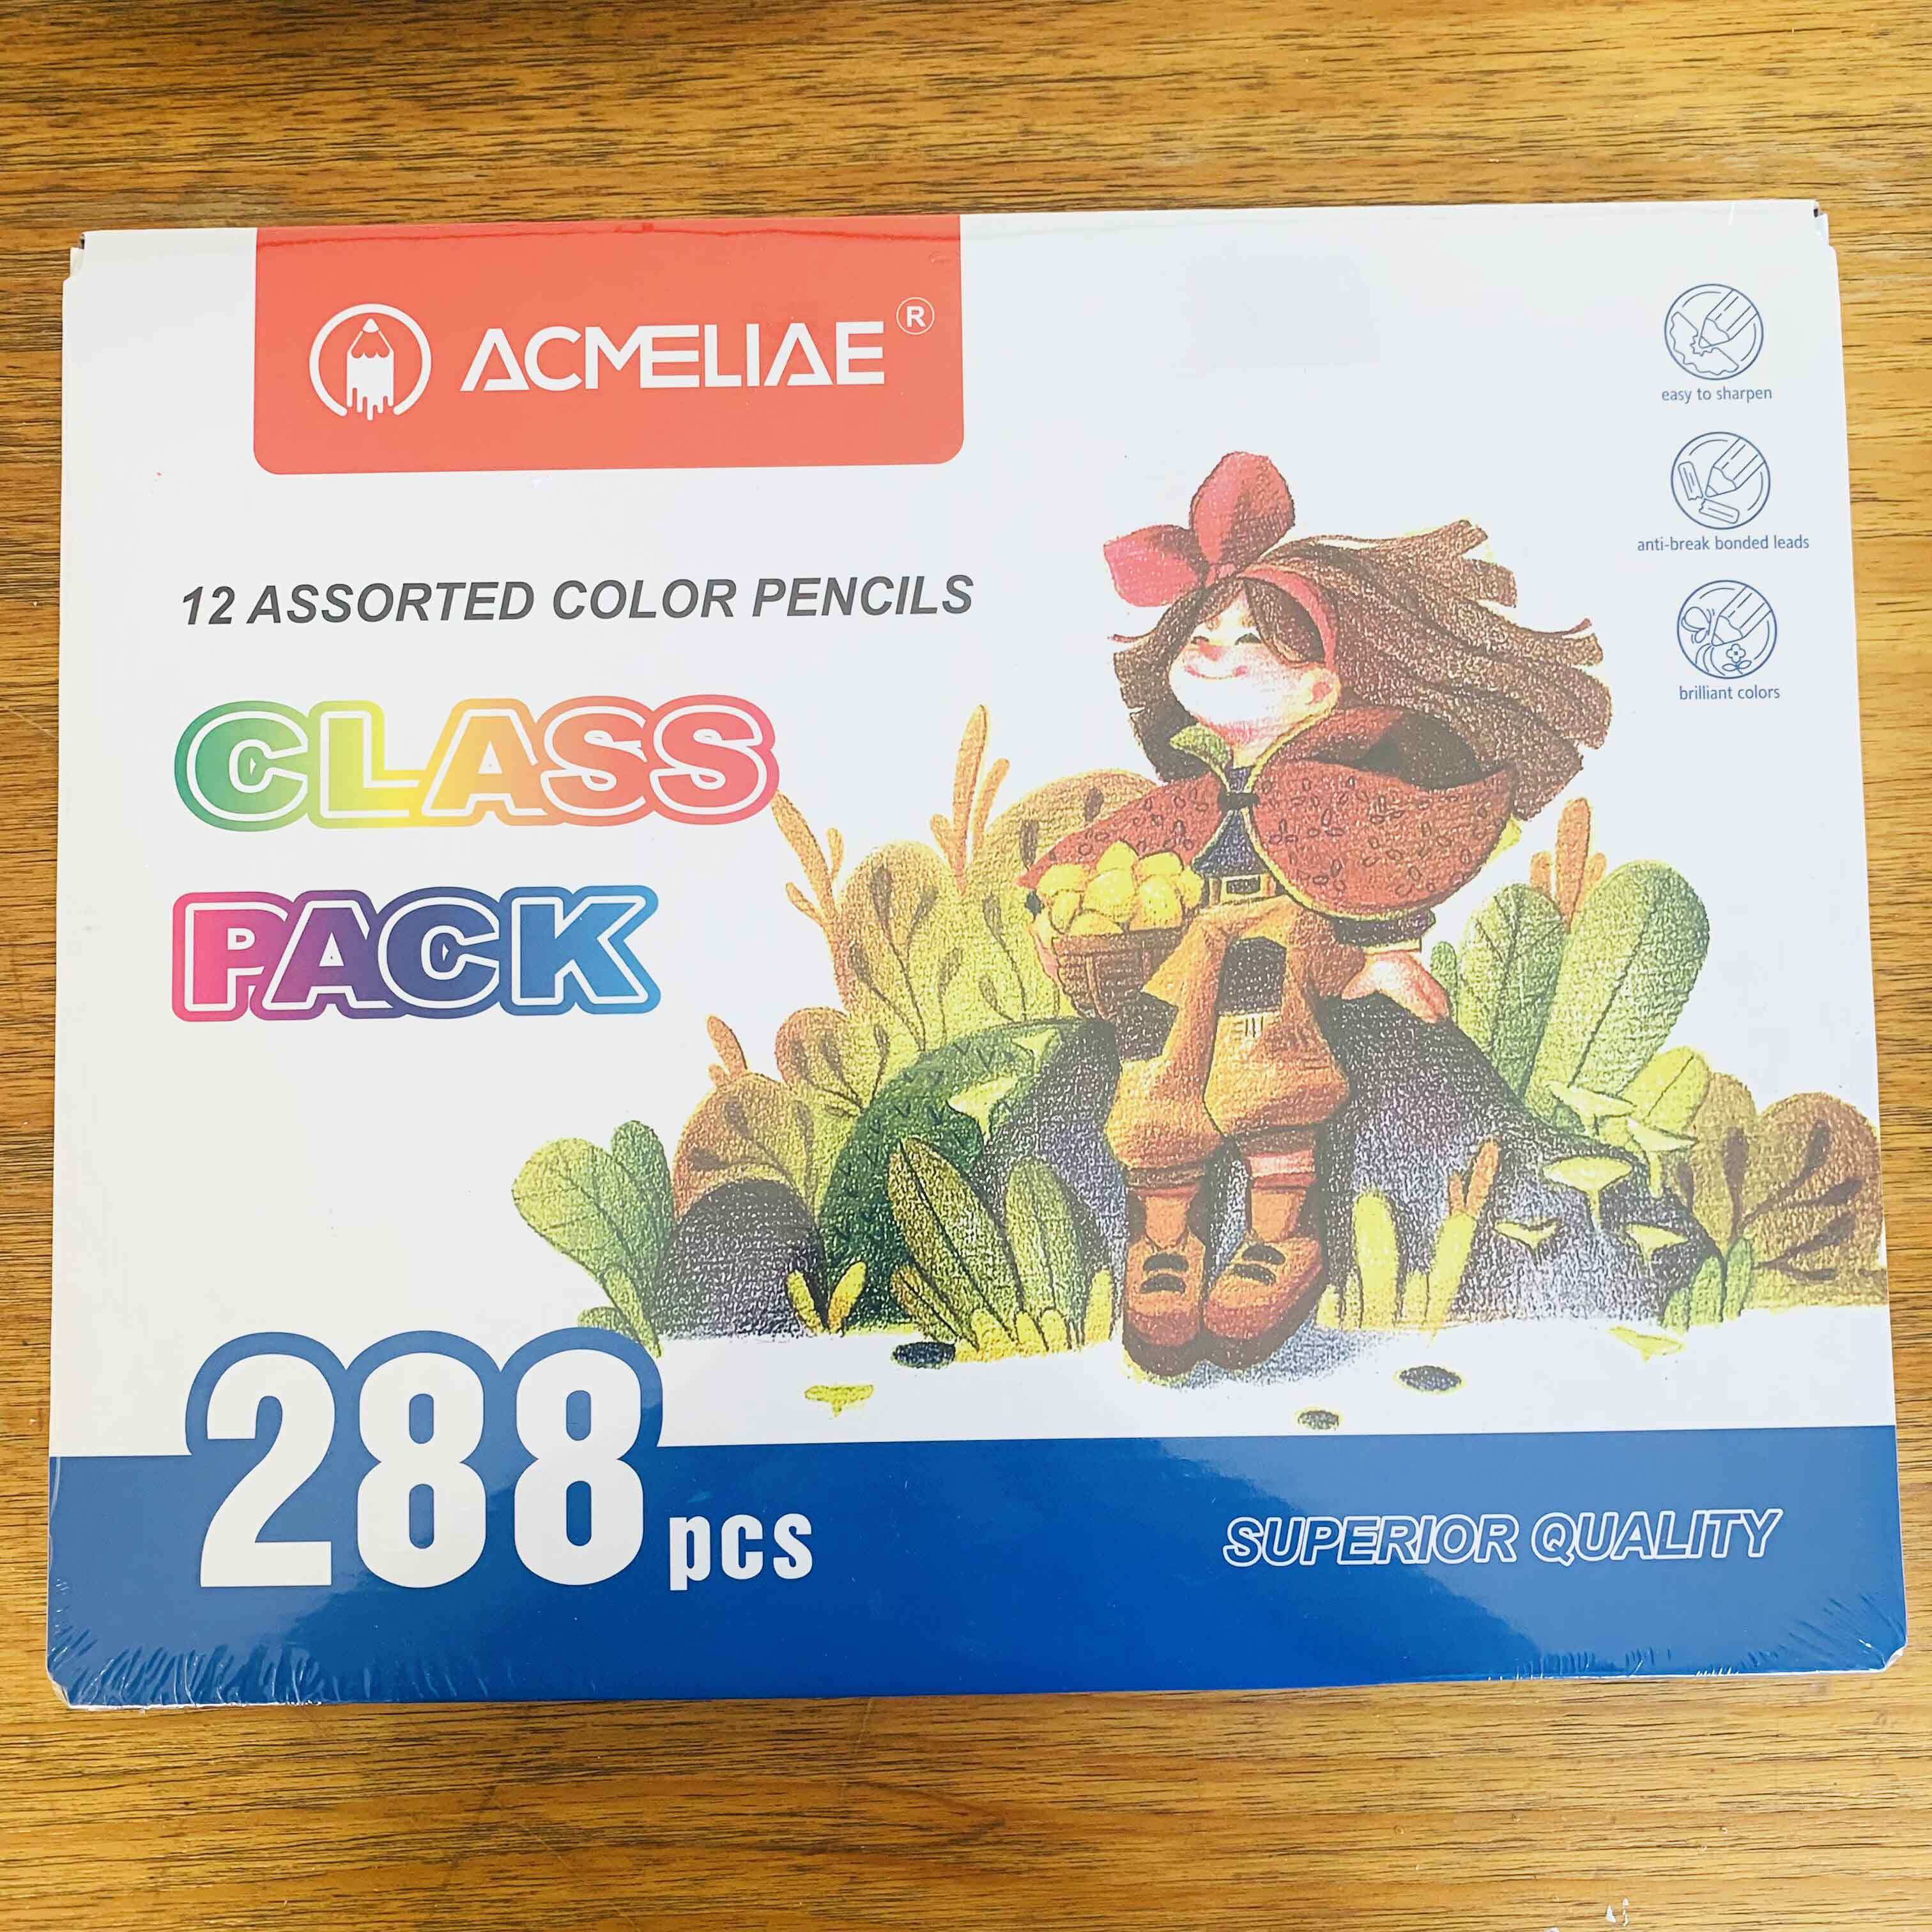 ACMELIAE®
easy to sharpen
anti-break bonded leads
brilliant colors
12 ASSORTED COLOR PENCILS
CLASS
PACK
288 pcs
SUPERIOR QUALITY